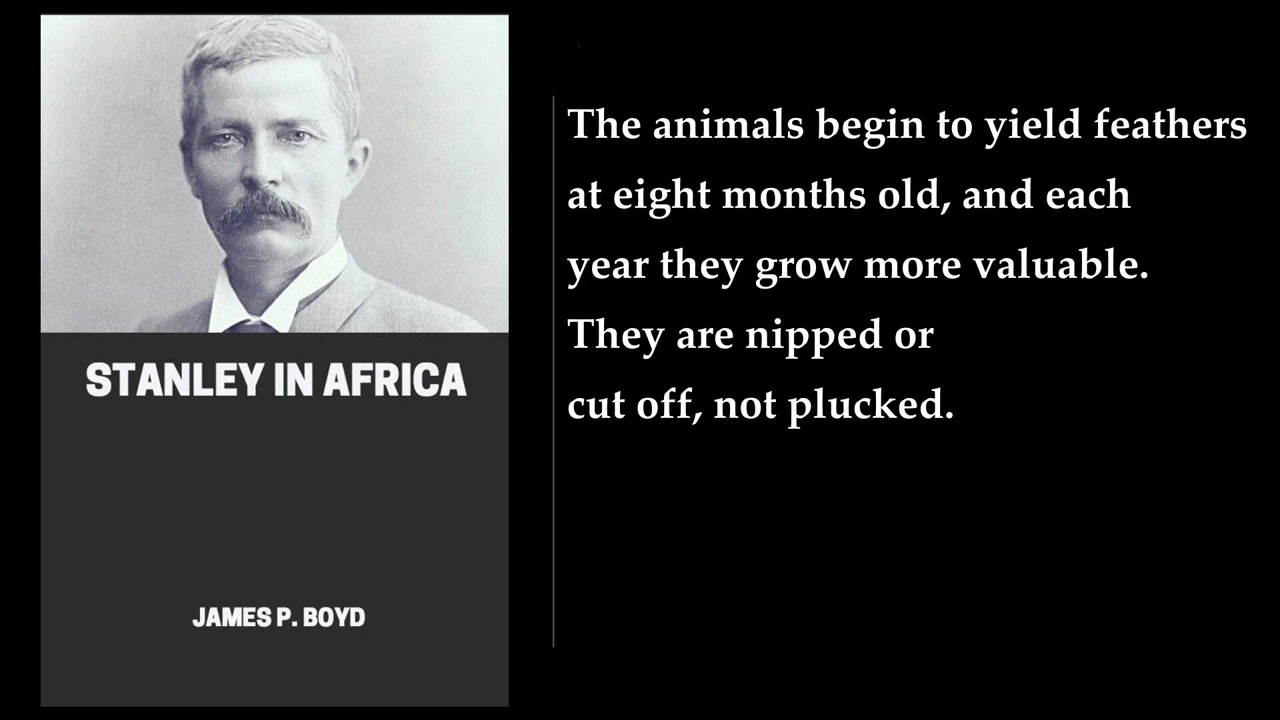 STANLEY IN AFRICA
JAMES P. BOYD
The animals begin to yield feathers
at eight months old, and each
year they grow more valuable.
They are nipped or
cut off, not plucked.